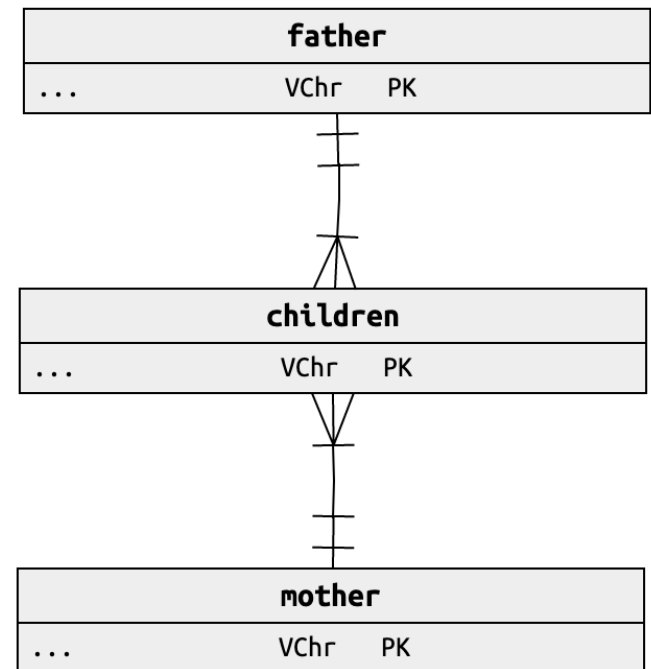 father
... VChr PK
children
... VChr PK
mother
... VChr PK